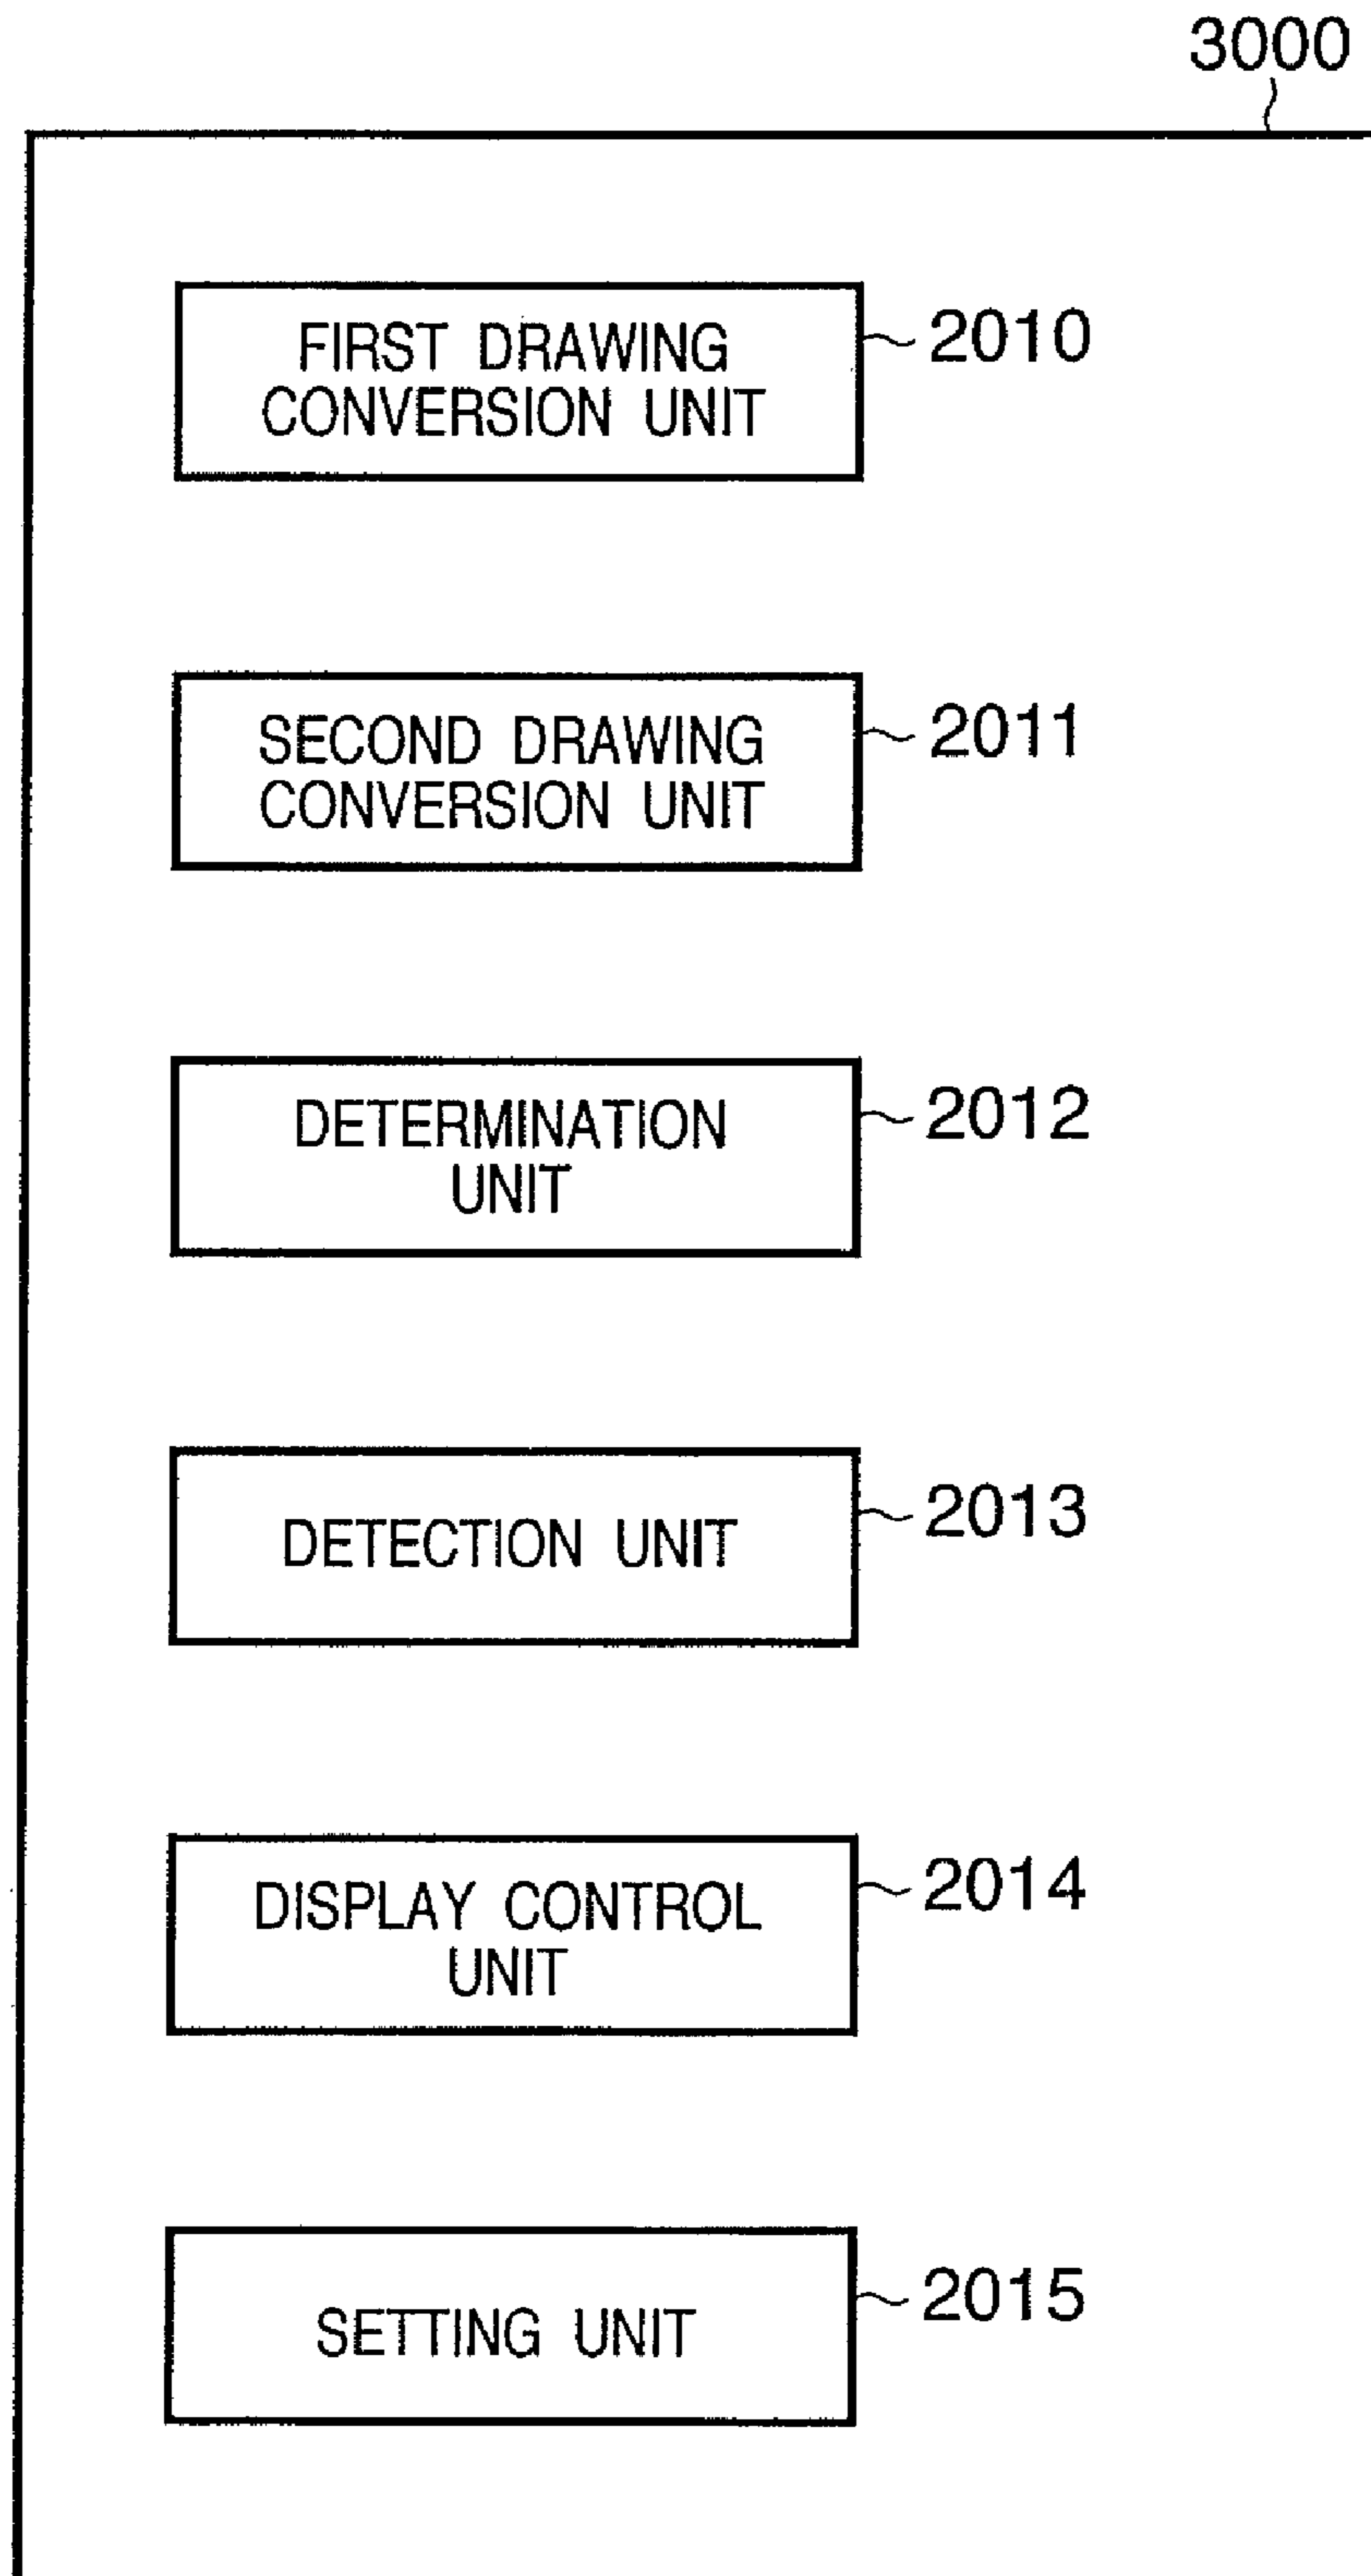 3000
FIRST DRAWING
CONVERSION UNIT
2010
SECOND DRAWING
CONVERSION UNIT
2011
DETERMINATION
UNIT
2012
DETECTION UNIT
2013
DISPLAY CONTROL
UNIT
2014
SETTING UNIT
2015